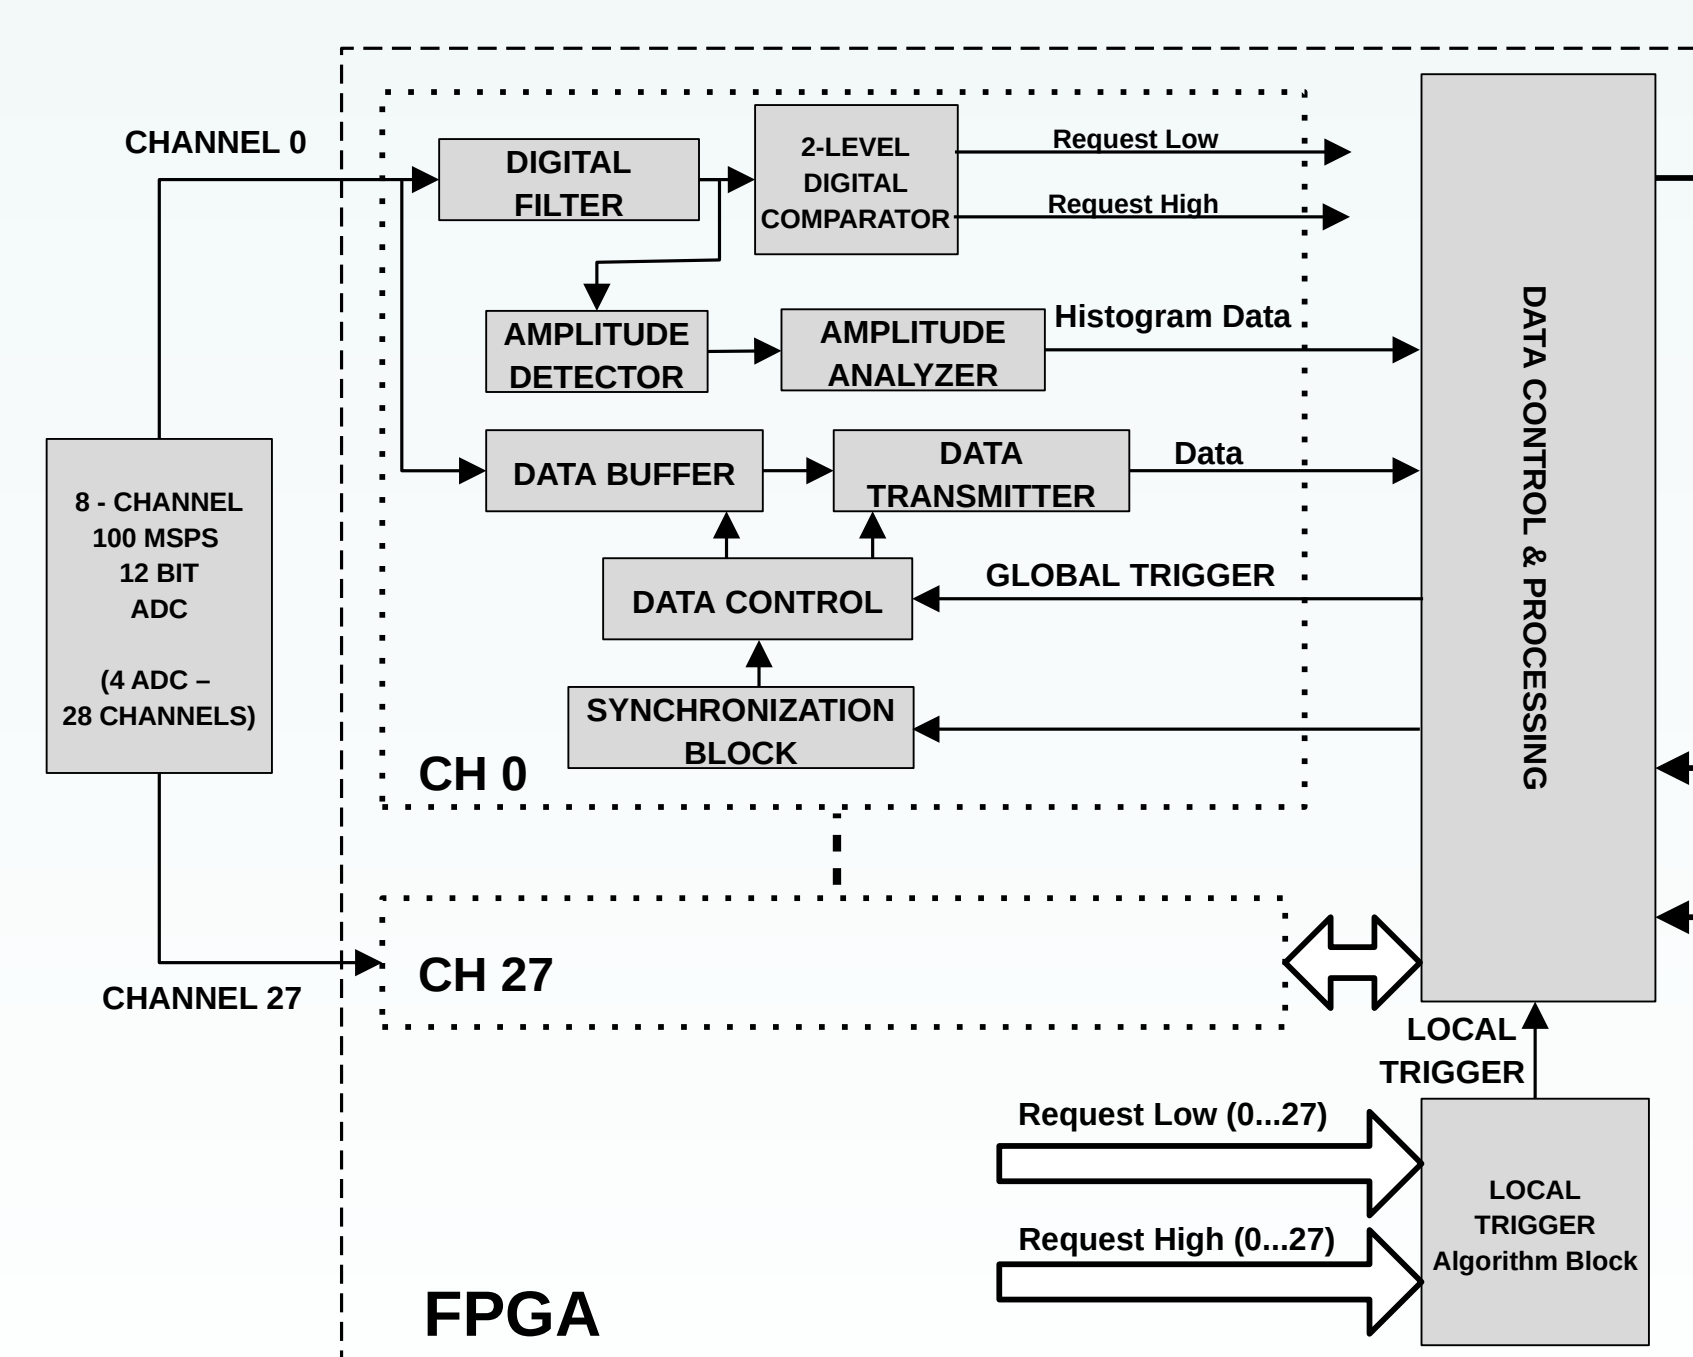 CHANNEL 0
DIGITAL
FILTER
2-LEVEL
DIGITAL
COMPARATOR
Request Low
Request High
AMPLITUDE
DETECTOR
AMPLITUDE
ANALYZER
Histogram Data
DATA BUFFER
DATA
TRANSMITTER
Data
8 - CHANNEL
100 MSPS
12 BIT
ADC
(4 ADC –
28 CHANNELS)
DATA CONTROL
GLOBAL TRIGGER
SYNCHRONIZATION
BLOCK
CH 0
DATA CONTROL & PROCESSING
CH 27
CHANNEL 27
LOCAL
TRIGGER
Request Low (0...27)
Request High (0...27)
LOCAL
TRIGGER
Algorithm Block
FPGA